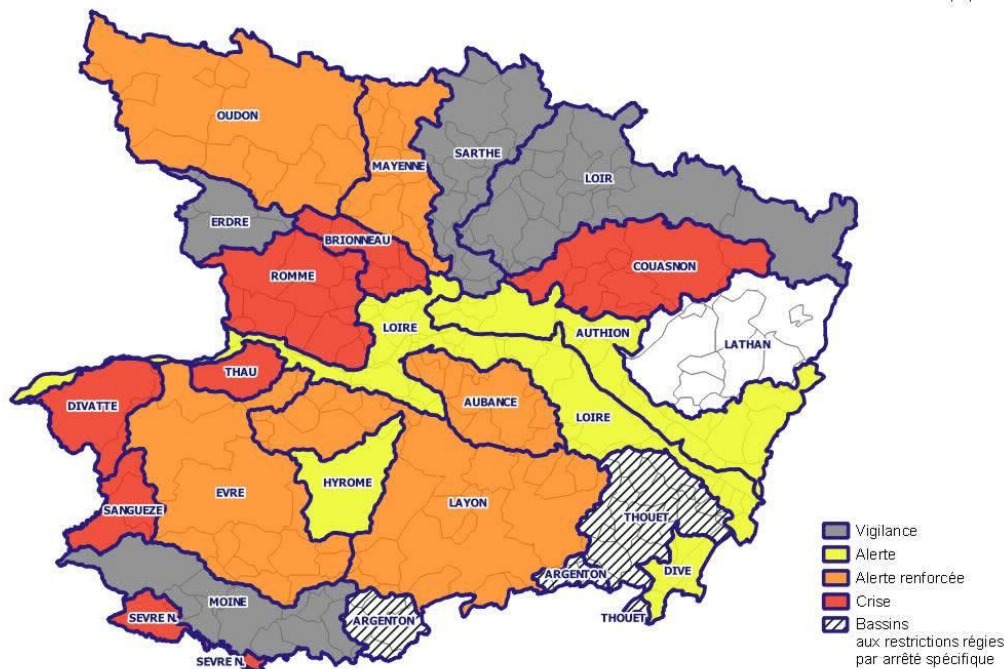 OUDON
MAYENNE
SARTHE
LOIR
ERDRE
BRIONNEAU
ROMME
COUASNON
LOIRE
AUTHION
LATHAN
THAU
DIVATTE
AUBANCE
LOIRE
EVRE
HYROME
LAYON
SANGUEZE
THOUET
ARGENTON
DIVE
MOINE
SEVRE N.
ARGENTON
THOUET
SEVRE N.
Vigilance
Alerte
Alerte renforcée
Crise
Bassins
aux restrictions régies
par arrêté spécifique